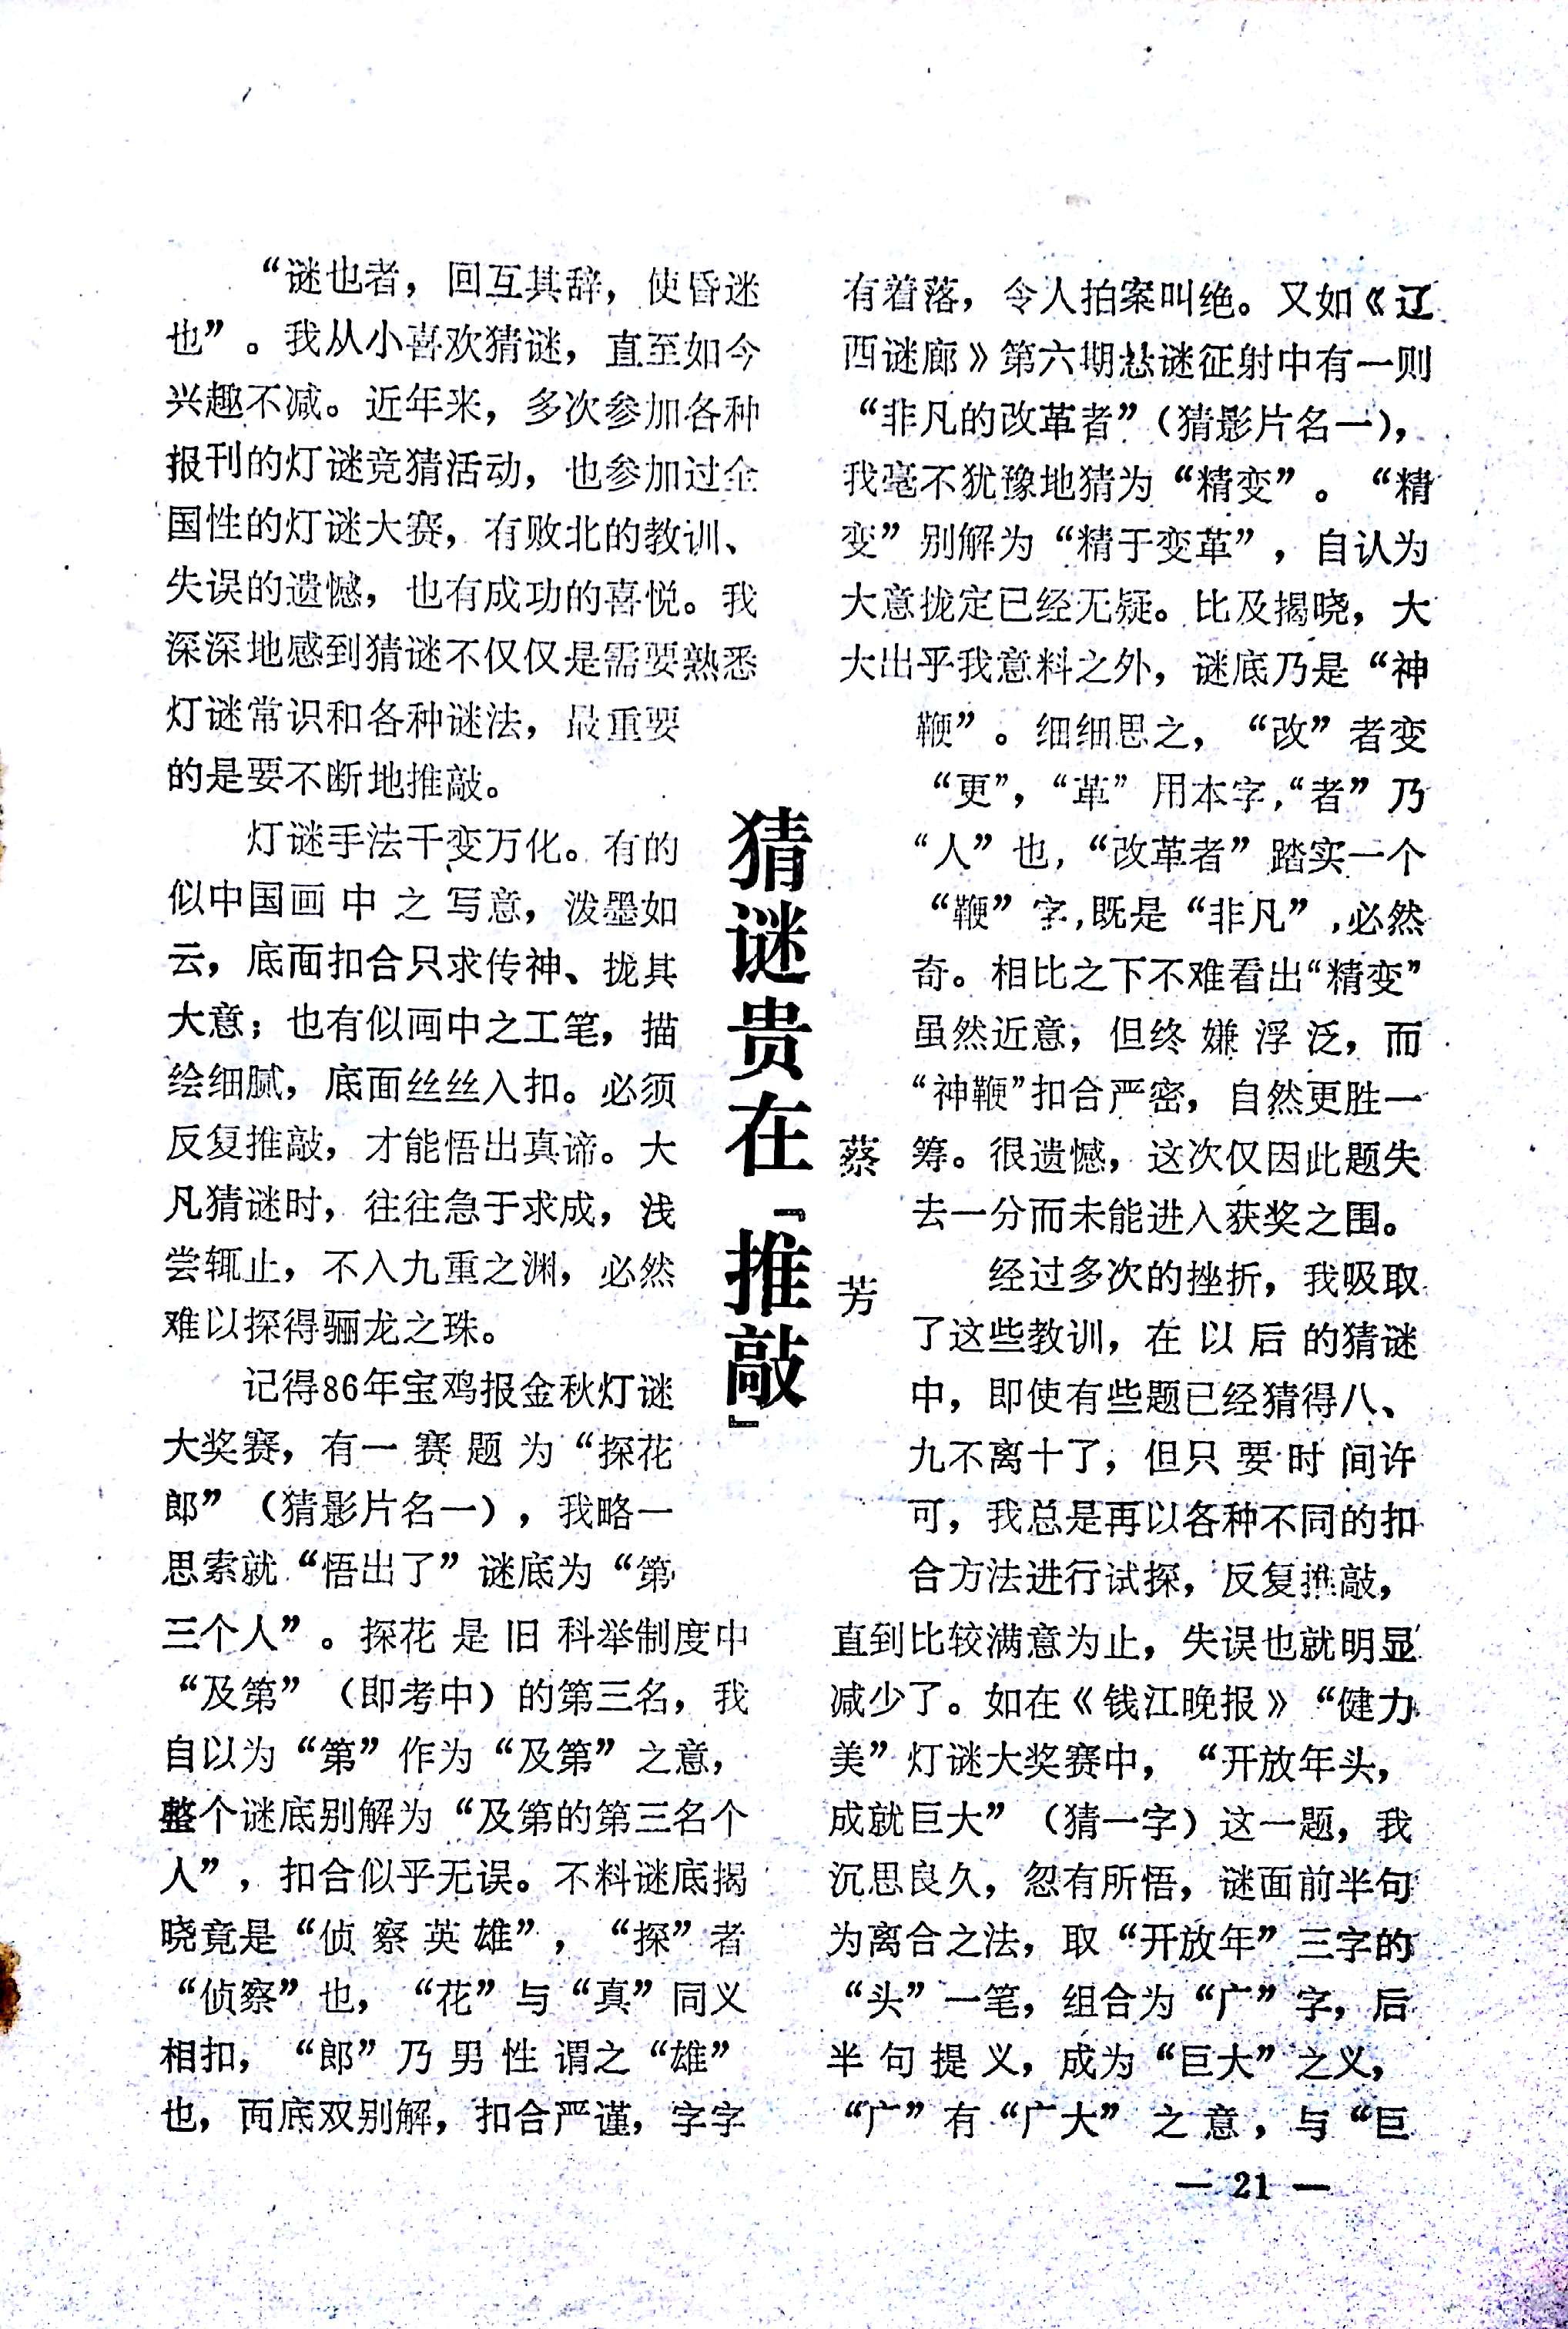 猜谜贵在『推敲』
蔡芳
“谜也者，回互其辞，使昏迷
也”。我从小喜欢猜谜，直至如今
兴趣不减。近年来，多次参加各种
报刊的灯谜竞猜活动，也参加过全
国性的灯谜大赛，有败北的教训、
失误的遗憾，也有成功的喜悦。我
深深地感到猜谜不仅仅是需要熟悉
灯谜常识和各种谜法，最重要
的是要不断地推敲。
灯谜手法千变万化。有的
似中国画中之写意，泼墨如
云，底面扣合只求传神、拢其
大意；也有似画中之工笔，描
绘细腻，底面丝丝入扣。必须
反复推敲，才能悟出真谛。大
凡猜谜时，往往急于求成，浅
尝辄止，不入九重之渊，必然
难以探得骊龙之珠。
记得86年宝鸡报金秋灯谜
大奖赛，有一赛题为“探花
郎”（猜影片名一），我略一
思索就“悟出了”谜底为“第
三个人”。探花是旧科举制度中
“及第”（即考中）的第三名，我
自以为“第”作为“及第”之意，
整个谜底别解为“及第的第三名个
人”，扣合似乎无误。不料谜底揭
晓竟是“侦察英雄”，“探”者
“侦察”也，“花”与“真”同义
相扣，“郎”乃男性谓之“雄”
也，面底双别解，扣合严谨，字字
有着落，令人拍案叫绝。又如《辽
西谜廊》第六期悬谜征射中有一则
“非凡的改革者”（猜影片名一），
我毫不犹豫地猜为“精变”。“精
变”别解为“精于变革”，自认为
大意拢定已经无疑。比及揭晓，大
大出乎我意料之外，谜底乃是“神
鞭”。细细思之，“改”者变
“更”，“革”用本字，“者”乃
“人”也，“改革者”踏实一个
“鞭”字，既是“非凡”，必然
奇。相比之下不难看出“精变”
虽然近意，但终嫌浮泛，而
“神鞭”扣合严密，自然更胜一
筹。很遗憾，这次仅因此题失
去一分而未能进入获奖之围。
经过多次的挫折，我吸取
了这些教训，在以后的猜谜
中，即使有些题已经猜得八、
九不离十了，但只要时间许
可，我总是再以各种不同的扣
合方法进行试探，反复推敲，
直到比较满意为止，失误也就明显
减少了。如在《钱江晚报》“健力
美”灯谜大奖赛中，“开放年头，
成就巨大”（猜一字）这一题，我
沉思良久，忽有所悟，谜面前半句
为离合之法，取“开放年”三字的
“头”一笔，组合为“广”字，后
半句提义，成为“巨大”之义，
“广”有“广大”之意，与“巨
— 21 —